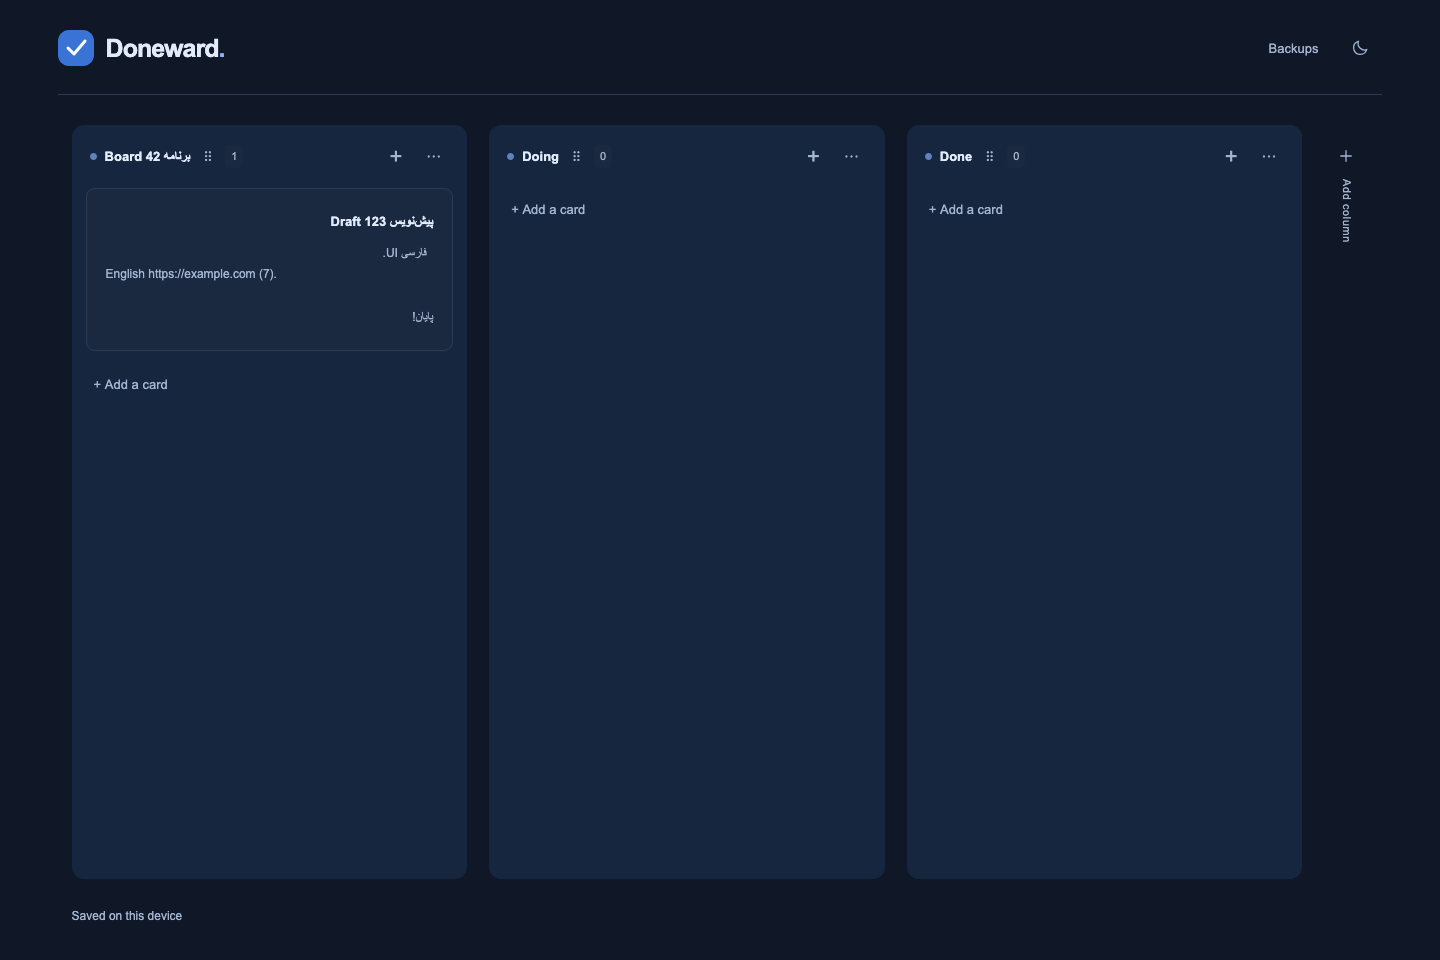 Doneward.
Backups
برنامه Board 42
1
پیش‌نویس Draft 123
فارسی UI.
English https://example.com (7).
پایان!
+ Add a card
Doing
0
+ Add a card
Done
0
+ Add a card
Add column
Saved on this device